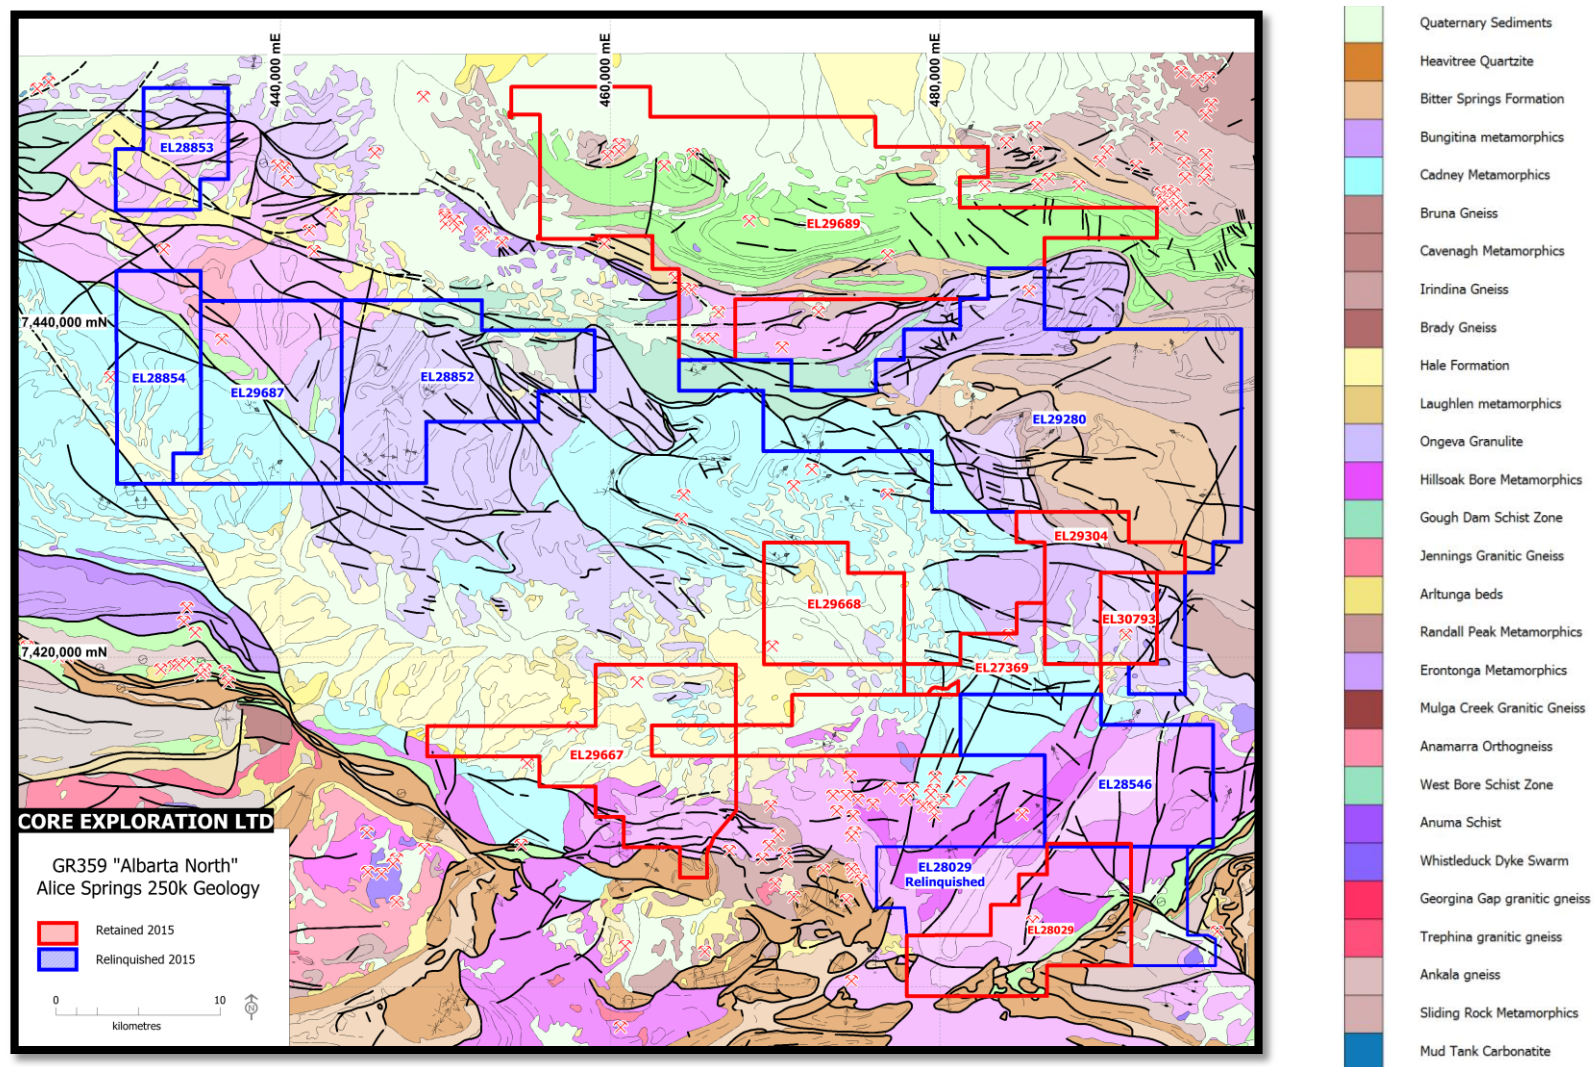 440,000 mE
460,000 mE
480,000 mE
EL28853
EL29689
7,440,000 mN
EL28854
EL29687
EL28852
EL29280
EL29304
EL29668
EL30793
7,420,000 mN
EL27369
EL29667
EL28546
EL28029
Relinquished
EL28029
CORE EXPLORATION LTD
GR359 "Albarta North"
Alice Springs 250k Geology
Retained 2015
Relinquished 2015
0 10
kilometres
N
Quaternary Sediments
Heavitree Quartzite
Bitter Springs Formation
Bungitina metamorphics
Cadney Metamorphics
Bruna Gneiss
Cavenagh Metamorphics
Irindina Gneiss
Brady Gneiss
Hale Formation
Laughlen metamorphics
Ongeva Granulite
Hillsoak Bore Metamorphics
Gough Dam Schist Zone
Jennings Granitic Gneiss
Arltunga beds
Randall Peak Metamorphics
Erontonga Metamorphics
Mulga Creek Granitic Gneiss
Anamarra Orthogneiss
West Bore Schist Zone
Anuma Schist
Whistleduck Dyke Swarm
Georgina Gap granitic gneiss
Trephina granitic gneiss
Ankala gneiss
Sliding Rock Metamorphics
Mud Tank Carbonatite